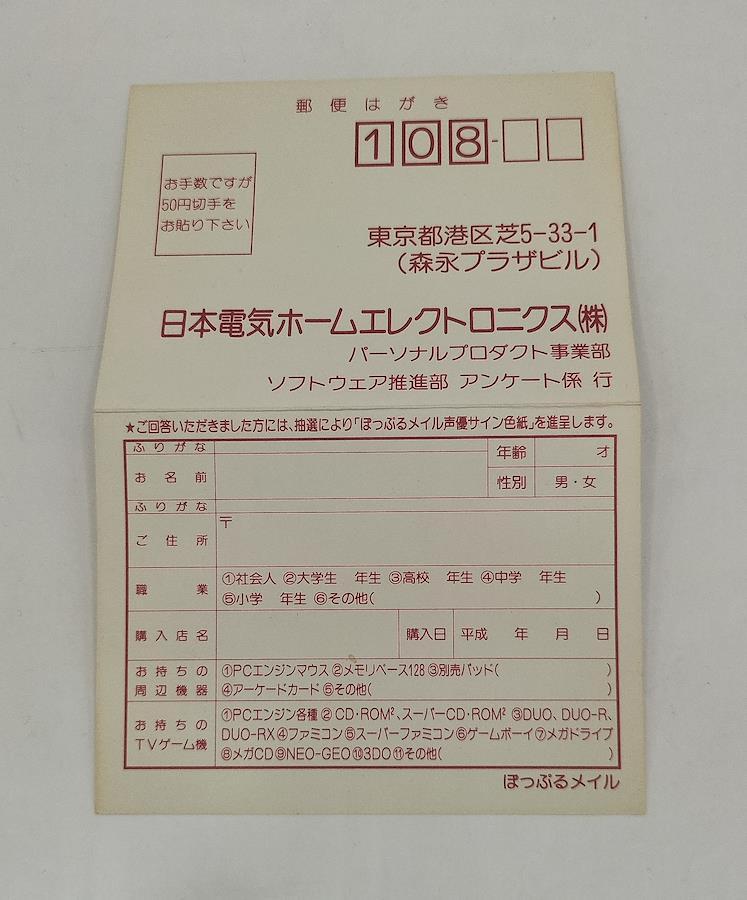 郵便はがき
108-
お手数ですが
50円切手を
お貼り下さい
東京都港区芝5-33-1
(森永プラザビル)
日本電気ホームエレクトロニクス㈱
パーソナルプロダクト事業部
ソフトウェア推進部 アンケート係 行
★ご回答いただきました方には、抽選により「ぽっぷるメイル声優サイン色紙」を進呈します。
ふりがな
お名前
年齢 才
性別 男・女
ふりがな
ご住所 〒
職業 ①社会人 ②大学生 年生 ③高校 年生 ④中学 年生
⑤小学 年生 ⑥その他( )
購入店名 購入日 平成 年 月 日
お持ちの周辺機器 ①PCエンジンマウス ②メモリベース128 ③別売パッド( )
④アーケードカード ⑤その他( )
お持ちのTVゲーム機 ①PCエンジン各種 ② CD・ROM²、スーパーCD・ROM² ③DUO、DUO-R、
DUO-RX ④ファミコン ⑤スーパーファミコン ⑥ゲームボーイ ⑦メガドライブ
⑧メガCD ⑨NEO-GEO ⑩3DO ⑪その他( )
ぽっぷるメイル